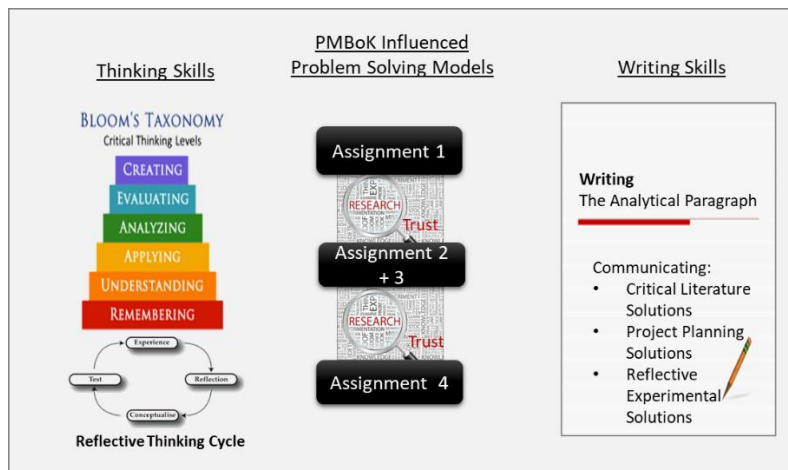 Thinking Skills
BLOOM'S TAXONOMY
Critical Thinking Levels
CREATING
EVALUATING
ANALYZING
APPLYING
UNDERSTANDING
REMEMBERING
Experience
Reflection
Conceptualise
Test
Reflective Thinking Cycle
PMBoK Influenced
Problem Solving Models
Assignment 1
RESEARCH
Trust
Assignment 2
+ 3
RESEARCH
Trust
Assignment 4
Writing Skills
Writing
The Analytical Paragraph
Communicating:
• Critical Literature
Solutions
• Project Planning
Solutions
• Reflective
Experimental
Solutions